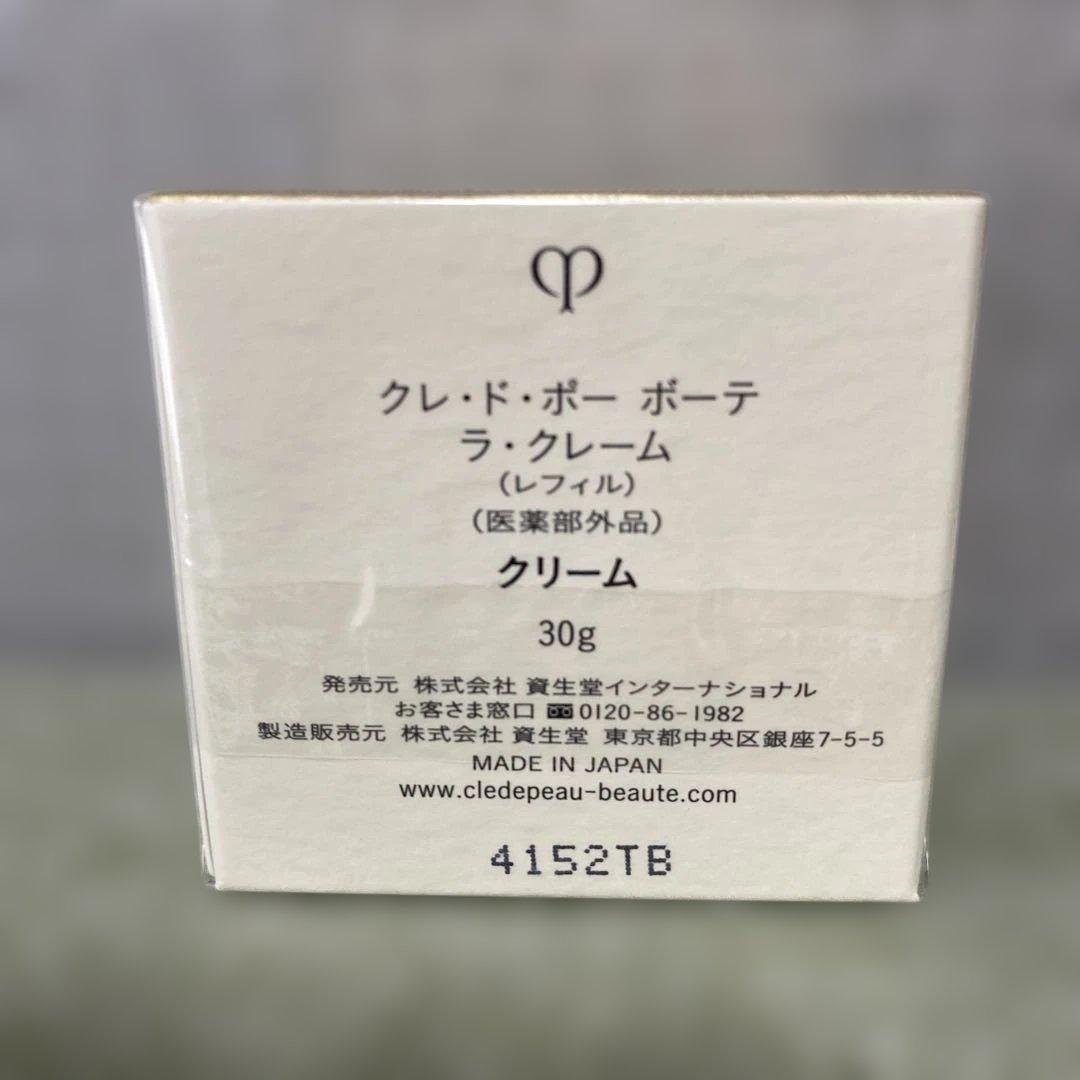 クレ・ド・ポー ボーテ
ラ・クレーム
(レフィル)
(医薬部外品)
クリーム
30g
発売元 株式会社 資生堂インターナショナル
お客さま窓口 0120-86-1982
製造販売元 株式会社 資生堂 東京都中央区銀座7-5-5
MADE IN JAPAN
www.cledepeau-beaute.com
4152TB